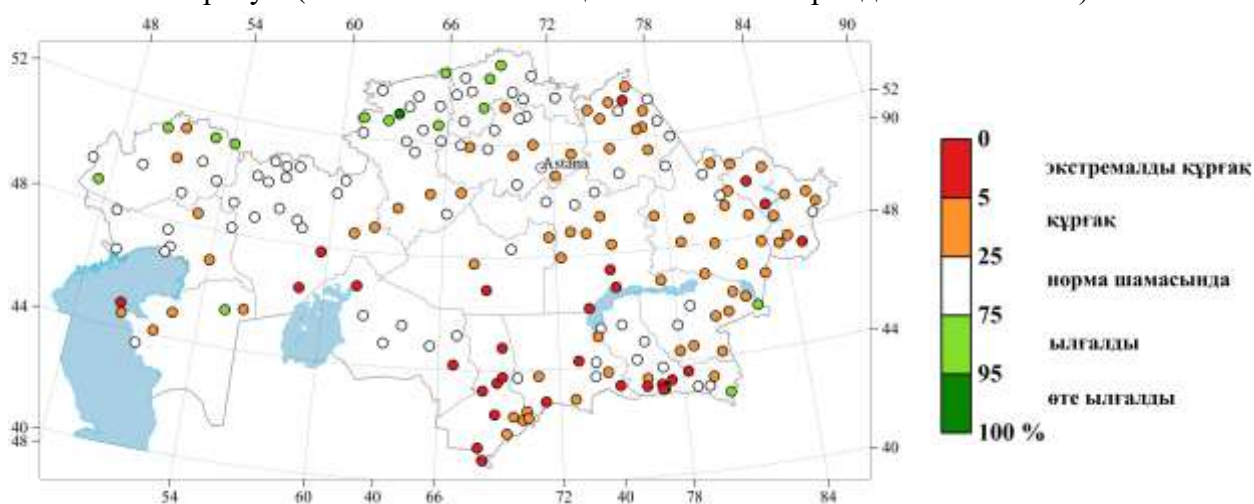 48 54 60 66 72 78 84 90
52
48
44
40
48
52
90
48
44
40
54 60 40 66 72 40 78 84
Astana
0
экстремалды құрғақ
5
құрғақ
25
норма шамасында
75
ылғалды
95
өте ылғалды
100 %